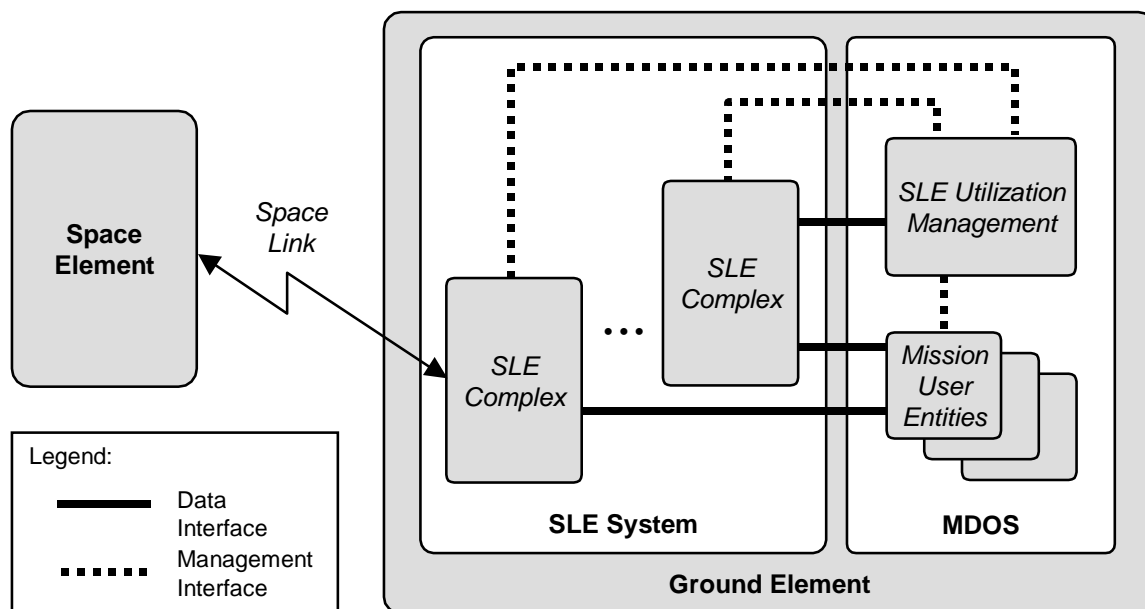 Space
Element
Space
Link
SLE
Complex
...
SLE
Complex
SLE Utilization
Management
Mission
User
Entities
SLE System
MDOS
Ground Element
Legend:
Data
Interface
Management
Interface